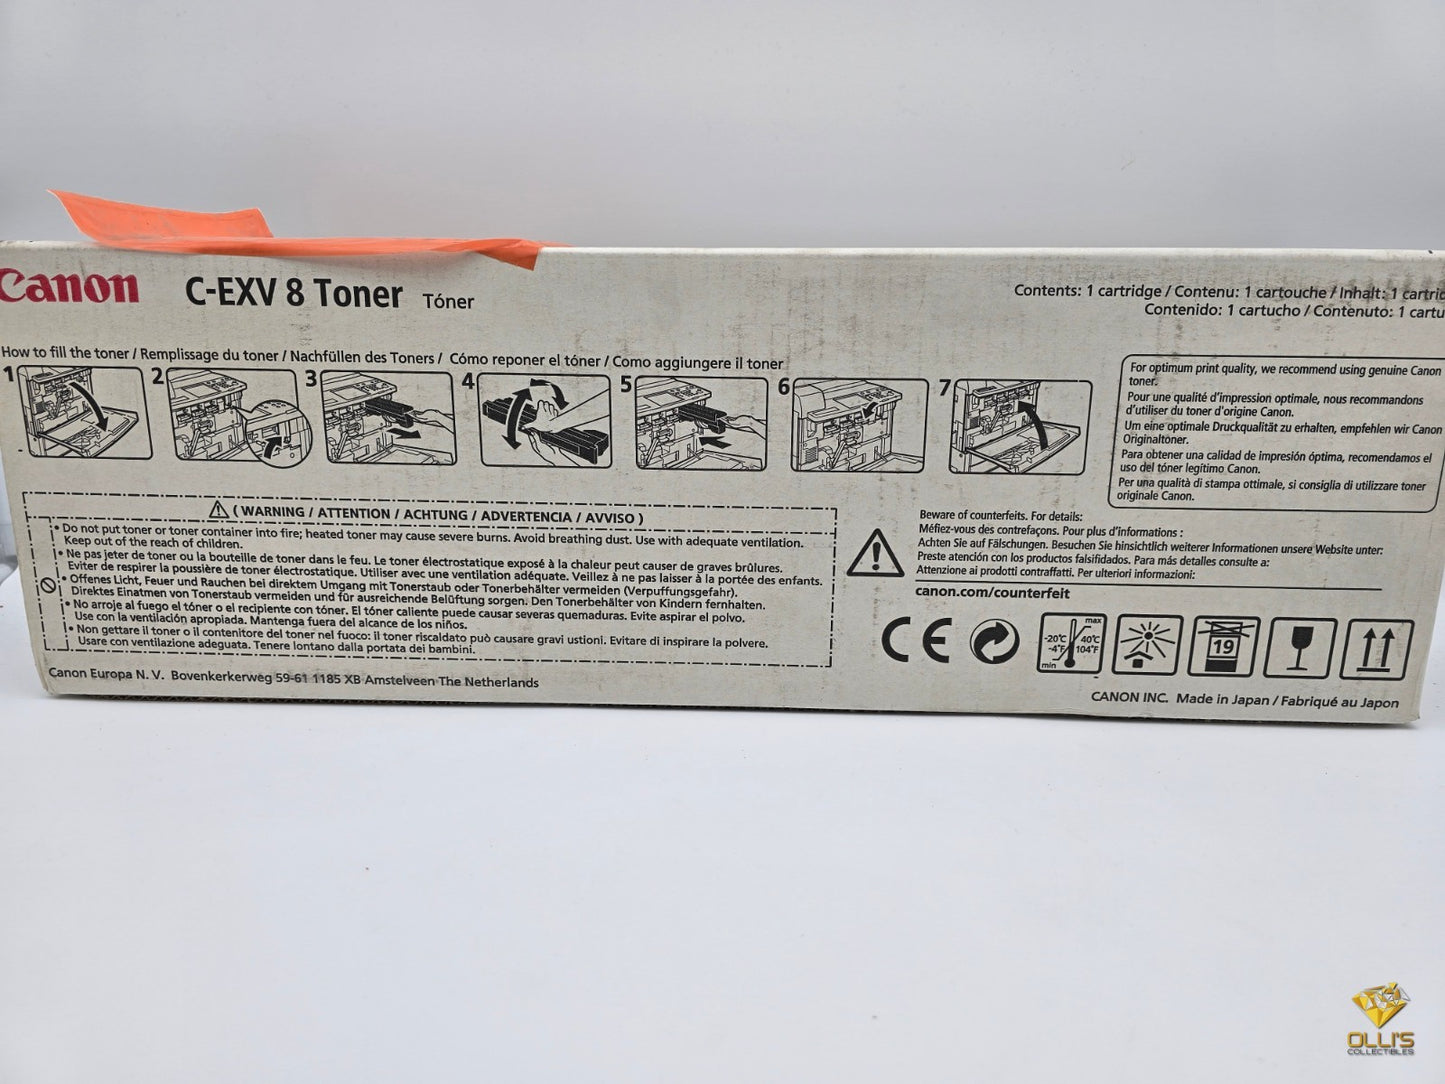 Canon C-EXV 8 Toner Tóner
Contents: 1 cartridge / Contenu: 1 cartouche / Inhalt: 1
Contenido: 1 cartucho / Contenuto: 1
How to fill the toner / Remplissage du toner / Nachfüllen des Toners / Cómo reponer el tóner / Como aggiungere il toner
1 2 3 4 5 6 7
For optimum print quality, we recommend using genuine Canon
toner.
Pour une qualité d'impression optimale, nous recommandons
d'utiliser du toner d'origine Canon.
Um eine optimale Druckqualität zu erhalten, empfehlen wir Canon
Originaltoner.
Para obtener una calidad de impresión óptima, recomendamos el
uso del tóner legítimo Canon.
Per una qualità di stampa ottimale, si consiglia di utilizzare toner
originale Canon.
( WARNING / ATTENTION / ACHTUNG / ADVERTENCIA / AVVISO )
• Do not put toner or toner container into fire; heated toner may cause severe burns. Avoid breathing dust. Use with adequate ventilation.
Keep out of the reach of children.
• Ne pas jeter de toner ou la bouteille de toner dans le feu. Le toner électrostatique exposé à la chaleur peut causer de graves brûlures.
Eviter de respirer la poussière de toner électrostatique. Utiliser avec une ventilation adéquate. Veillez à ne pas laisser à la portée des enfants.
• Offenes Licht, Feuer und Rauchen bei direktem Umgang mit Tonerstaub oder Tonerbehälter vermeiden (Verpuffungsgefahr).
Direktes Einatmen von Tonerstaub vermeiden und für ausreichende Belüftung sorgen. Den Tonerbehälter von Kindern fernhalten.
• No arroje al fuego el tóner o el recipiente con tóner. El tóner caliente puede causar severas quemaduras. Evite aspirar el polvo.
Use con la ventilación apropiada. Mantenga fuera del alcance de los niños.
• Non gettare il toner o il contenitore del toner nel fuoco: il toner riscaldato può causare gravi ustioni. Evitare di inspirare la polvere.
Usare con ventilazione adeguata. Tenere lontano dalla portata dei bambini.
Canon Europa N. V. Bovenkerkerweg 59-61 1185 XB Amstelveen The Netherlands
Beware of counterfeits. For details:
Méfiez-vous des contrefaçons. Pour plus d'informations :
Achten Sie auf Fälschungen. Besuchen Sie hinsichtlich weiterer Informationen unsere Website unter:
Preste atención con los productos falsifidados. Para más detalles consulte a:
Attenzione ai prodotti contraffatti. Per ulteriori informazioni:
canon.com/counterfeit
CE
max
-20°C 40°C
-4°F 104°F
min
19
CANON INC. Made in Japan / Fabriqué au Japon
OLLI'S
COLLECTIBLES